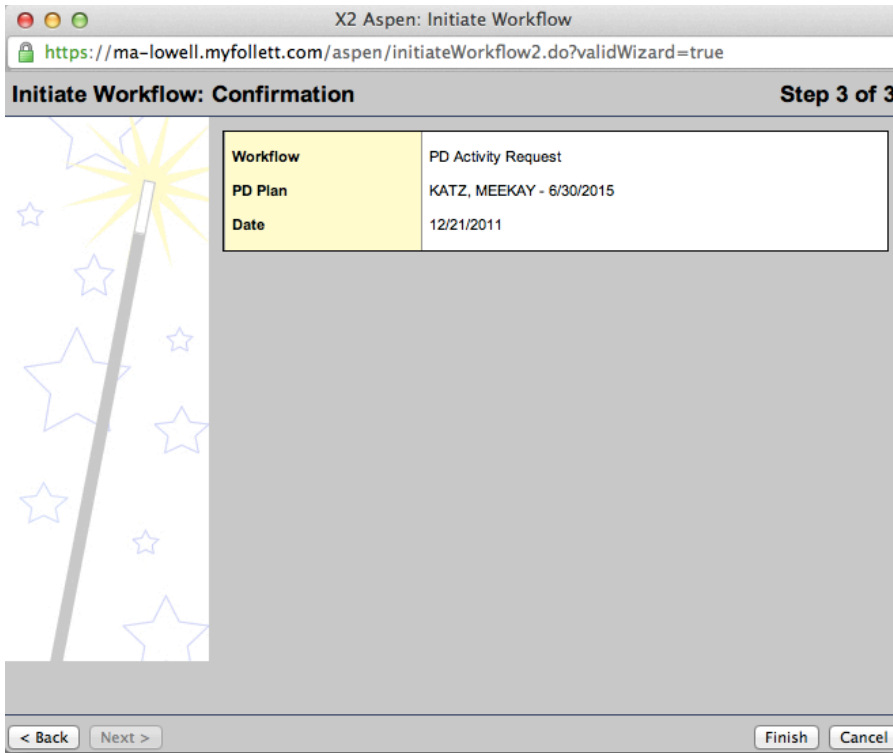 X2 Aspen: Initiate Workflow
https://ma-lowell.myfollett.com/aspen/initiateWorkflow2.do?validWizard=true
Initiate Workflow: Confirmation Step 3 of 3
Workflow PD Activity Request
PD Plan KATZ, MEEKAY - 6/30/2015
Date 12/21/2011
< Back Next > Finish Cancel